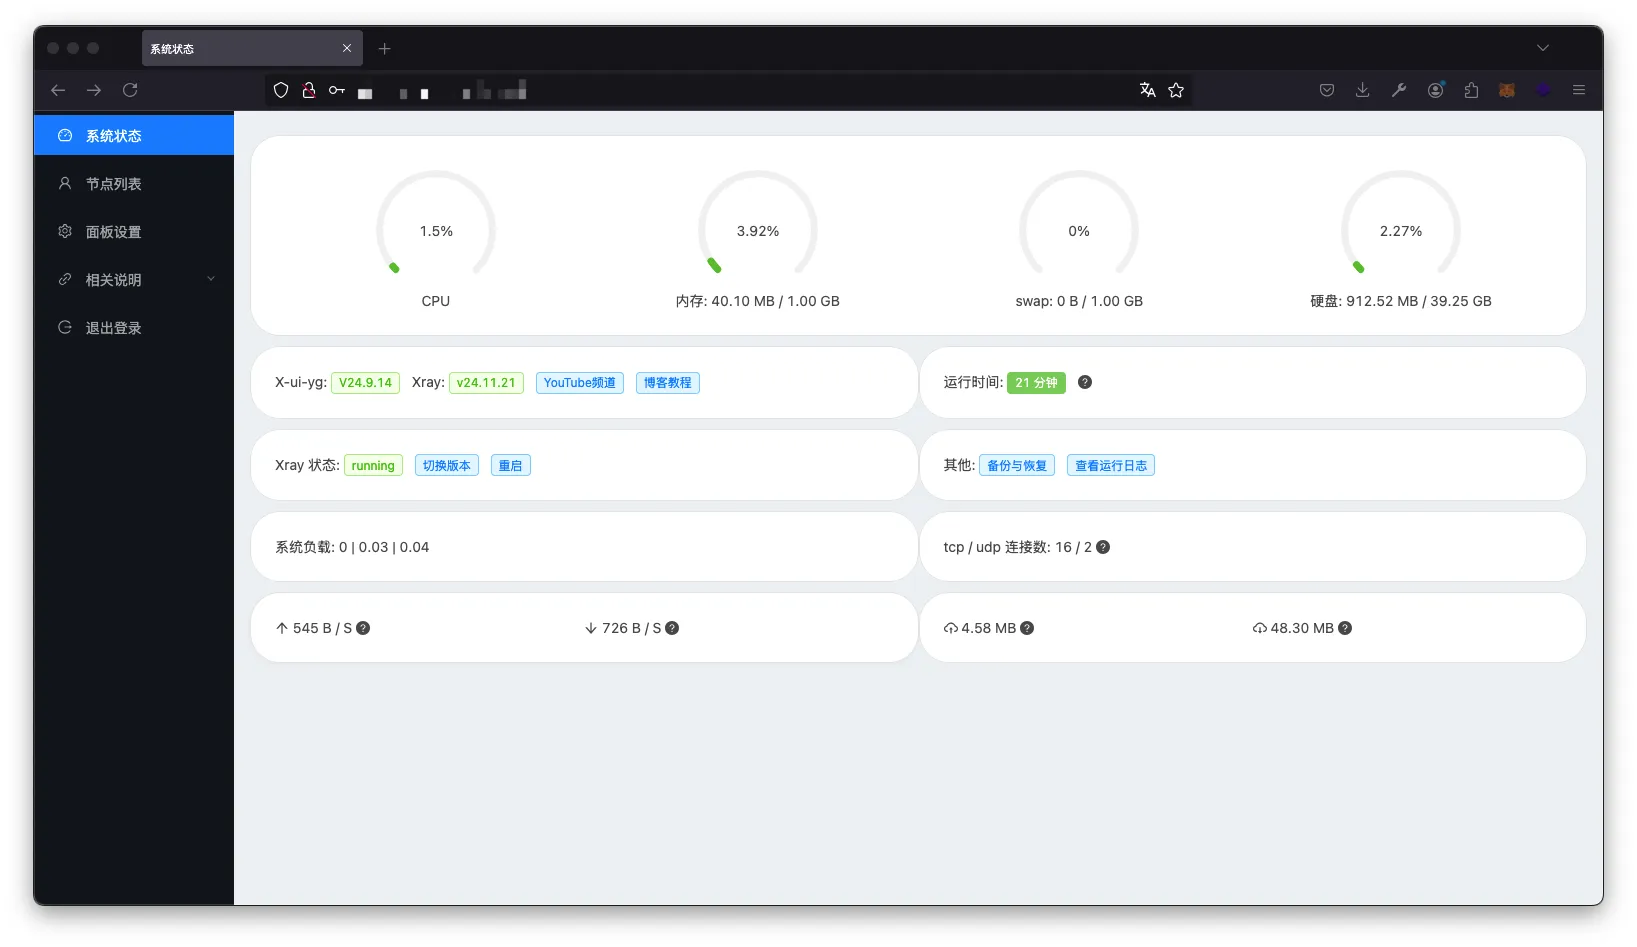 系统状态
系统状态
节点列表
面板设置
相关说明
退出登录
1.5%
CPU
3.92%
内存: 40.10 MB / 1.00 GB
0%
swap: 0 B / 1.00 GB
2.27%
硬盘: 912.52 MB / 39.25 GB
X-ui-yg: V24.9.14 Xray: v24.11.21 YouTube频道 博客教程
运行时间: 21 分钟
Xray 状态: running 切换版本 重启
其他: 备份与恢复 查看运行日志
系统负载: 0 | 0.03 | 0.04
tcp / udp 连接数: 16 / 2
545 B / S 726 B / S
4.58 MB 48.30 MB